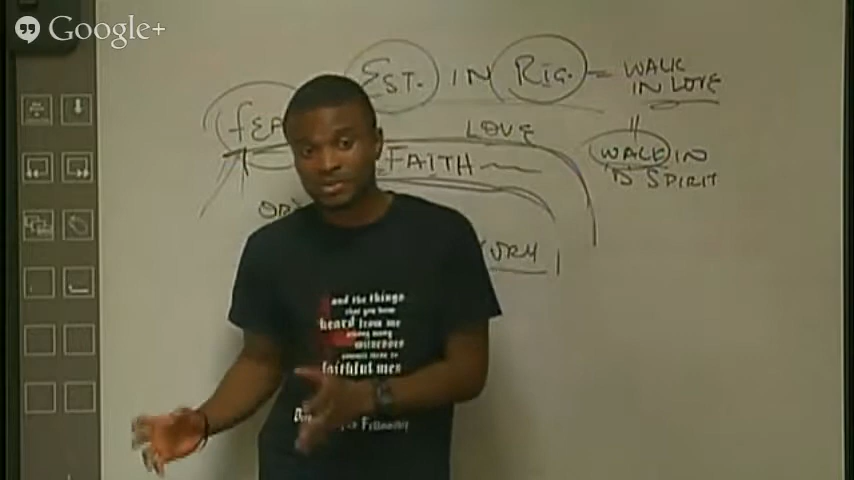 Google+
EST. IN RIG. = WALK IN LOVE
LOVE
FAITH
WALK IN
D SPIRIT
and the things
that you have
heard from me
among many
witnesses
commit these to
faithful men
Fellowship